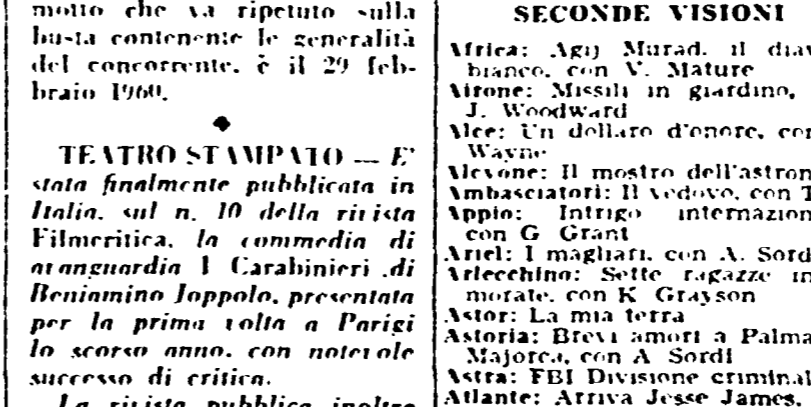 motto che va ripetuto sulla
busta contenente le generalità
del concorrente, è il 29 feb-
braio 1960.
TEATRO STAMPATO — E'
stata finalmente pubblicata in
Italia, sul n. 10 della rivista
Filmcritica, la commedia di
avanguardia I Carabinieri di
Beniamino Joppolo, presentata
per la prima volta a Parigi
lo scorso anno, con notevole
successo di critica.
La rivista pubblica inoltre
SECONDE VISIONI
Africa: Agij Murad, il diav
bianco, con V. Mature
Airone: Missili in giardino,
J. Woodward
Alce: Un dollaro d'onore, con
Wayne
Alcyone: Il mostro dell'astron
Ambasciatori: Il vedovo, con T
Appio: Intrigo internazion
con G Grant
Ariel: I magliari, con A. Sord
Arlecchino: Sette ragazze in
morate, con K Grayson
Astor: La mia terra
Astoria: Brevi amori a Palma
Majorca, con A Sordi
Astra: FBI Divisione criminal
Atlante: Arriva Jesse James,